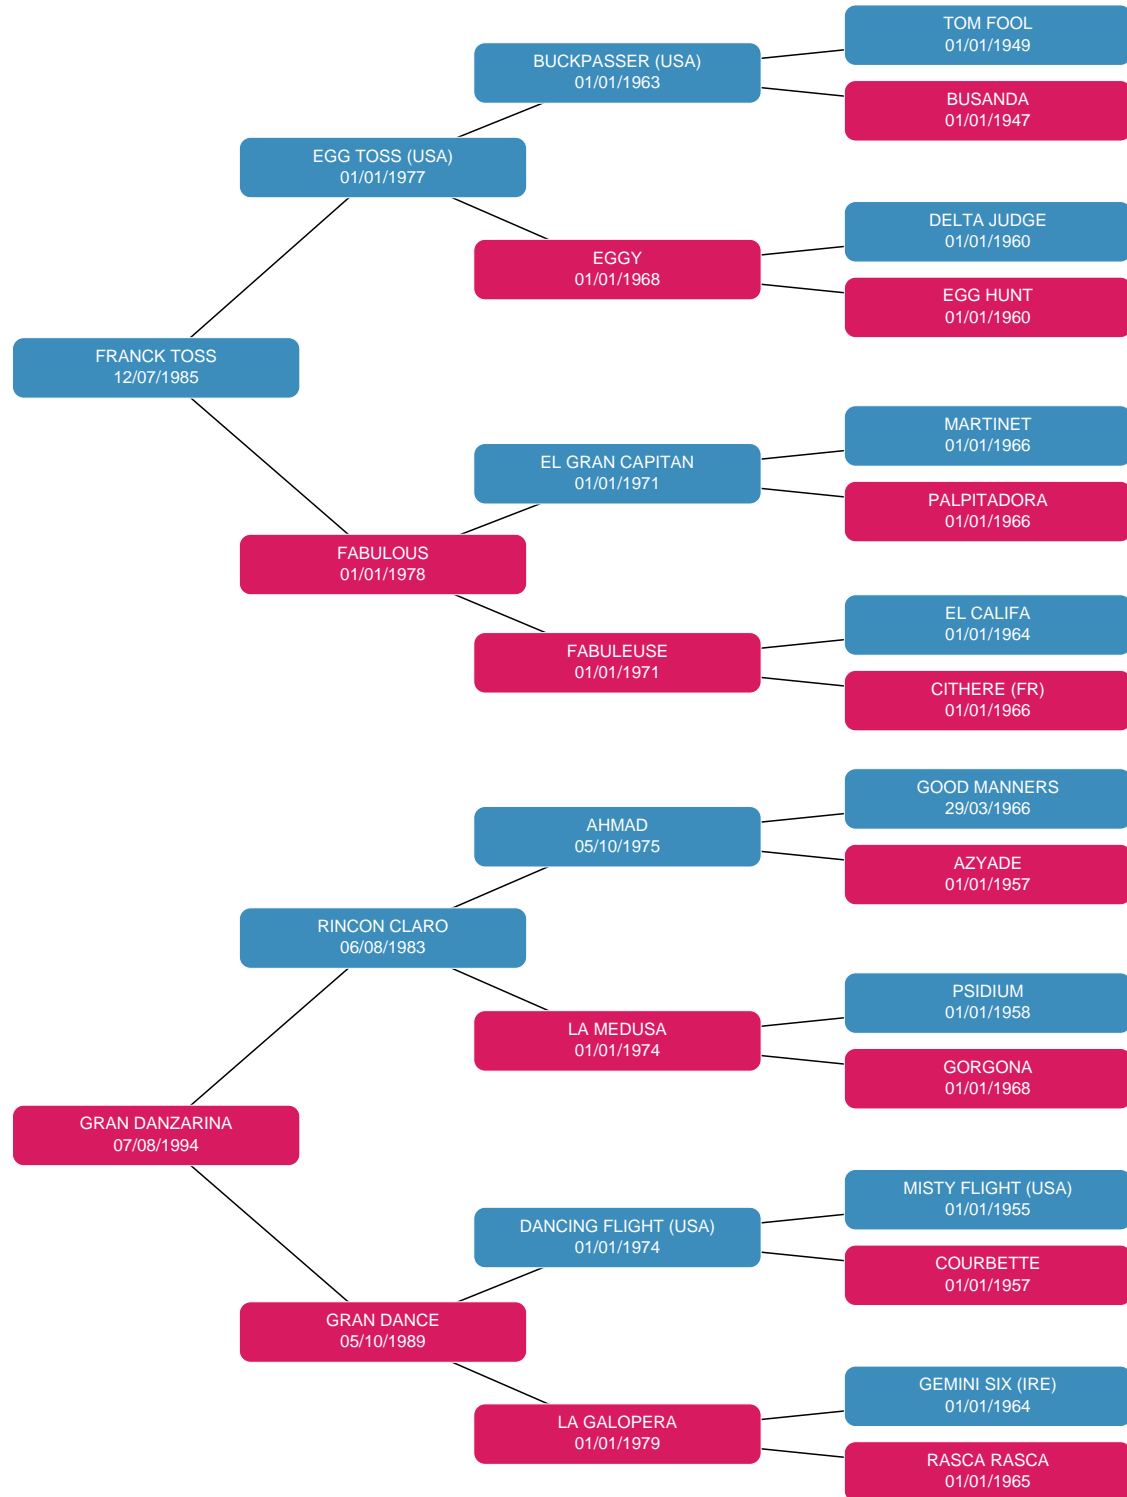 TOM FOOL
01/01/1949
BUCKPASSER (USA)
01/01/1963
BUSANDA
01/01/1947
EGG TOSS (USA)
01/01/1977
DELTA JUDGE
01/01/1960
EGGY
01/01/1968
EGG HUNT
01/01/1960
FRANCK TOSS
12/07/1985
MARTINET
01/01/1966
EL GRAN CAPITAN
01/01/1971
PALPITADORA
01/01/1966
FABULOUS
01/01/1978
EL CALIFA
01/01/1964
FABULEUSE
01/01/1971
CITHERE (FR)
01/01/1966
GOOD MANNERS
29/03/1966
AHMAD
05/10/1975
AZYADE
01/01/1957
RINCON CLARO
06/08/1983
PSIDIUM
01/01/1958
LA MEDUSA
01/01/1974
GORGONA
01/01/1968
GRAN DANZARINA
07/08/1994
MISTY FLIGHT (USA)
01/01/1955
DANCING FLIGHT (USA)
01/01/1974
COURBETTE
01/01/1957
GRAN DANCE
05/10/1989
GEMINI SIX (IRE)
01/01/1964
LA GALOPERA
01/01/1979
RASCA RASCA
01/01/1965